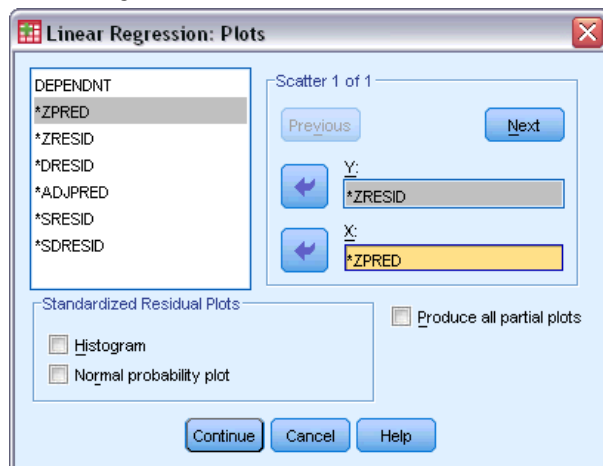 Linear Regression: Plots
DEPENDNT
*ZPRED
*ZRESID
*DRESID
*ADJPRED
*SRESID
*SDRESID
Scatter 1 of 1
Previous
Next
Y:
*ZRESID
X:
*ZPRED
Standardized Residual Plots
Histogram
Normal probability plot
Produce all partial plots
Continue
Cancel
Help